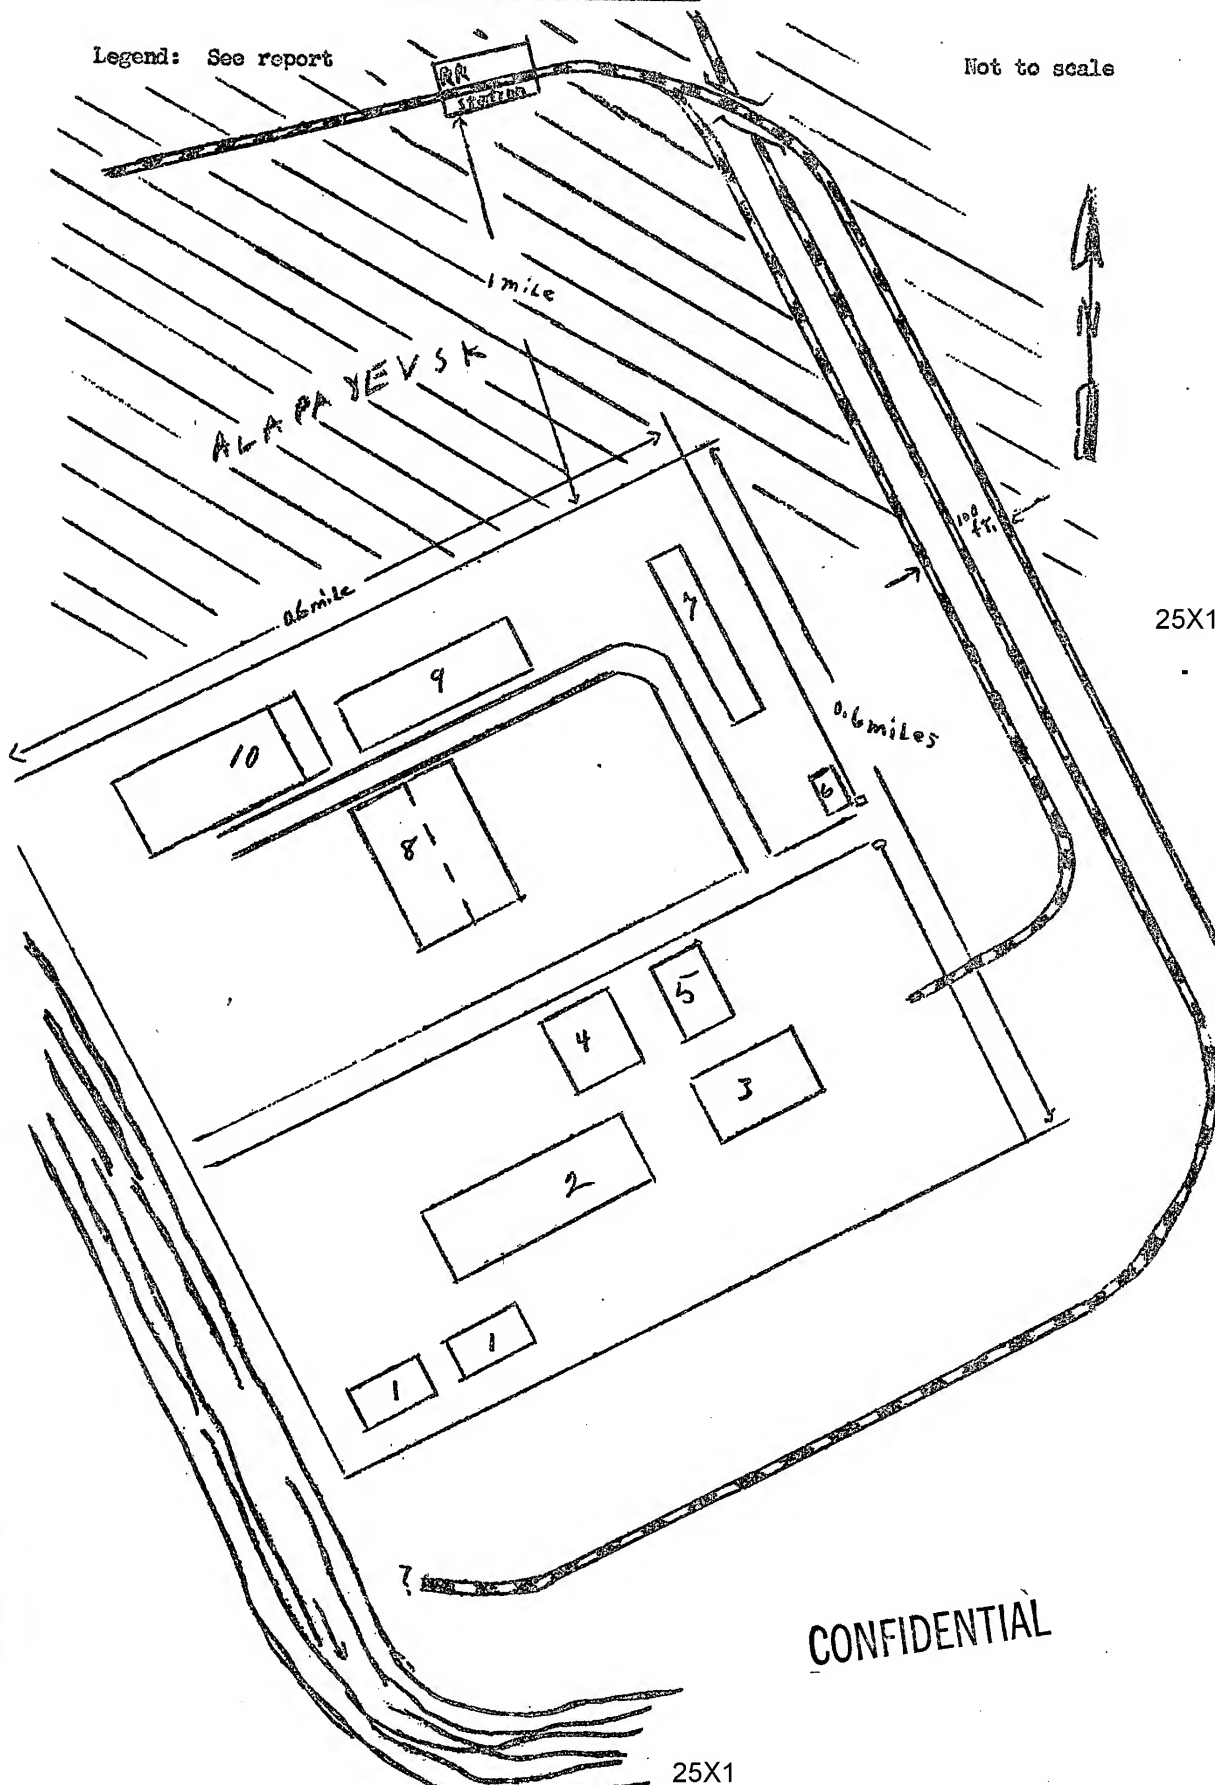 Legend: See report
Not to scale
RR
station
1 mile
N
ALAPAYEVSK
100
ft.
0.6 mile
25X1
7
9
0.6 miles
10
6
8
5
4
3
2
1
1
?
CONFIDENTIAL
25X1